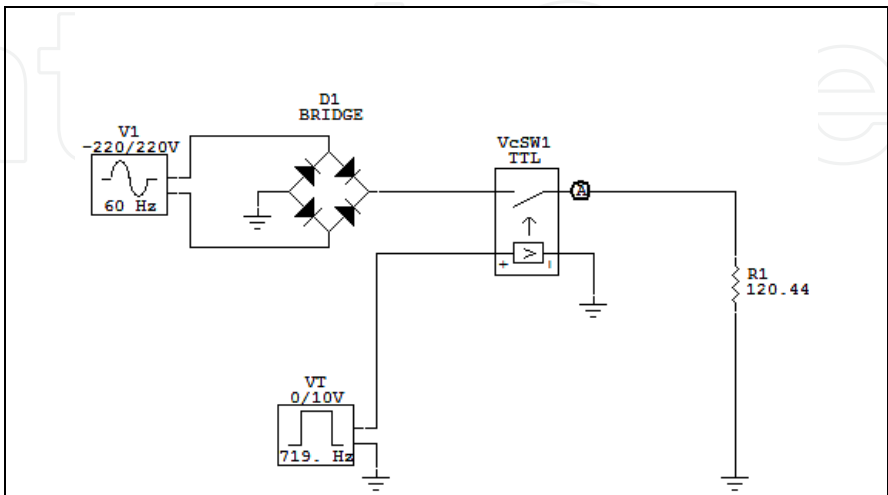 D1
BRIDGE
V1
-220/220V
60 Hz
VcSW1
TTL
A
>
+
R1
120.44
VT
0/10V
719. Hz